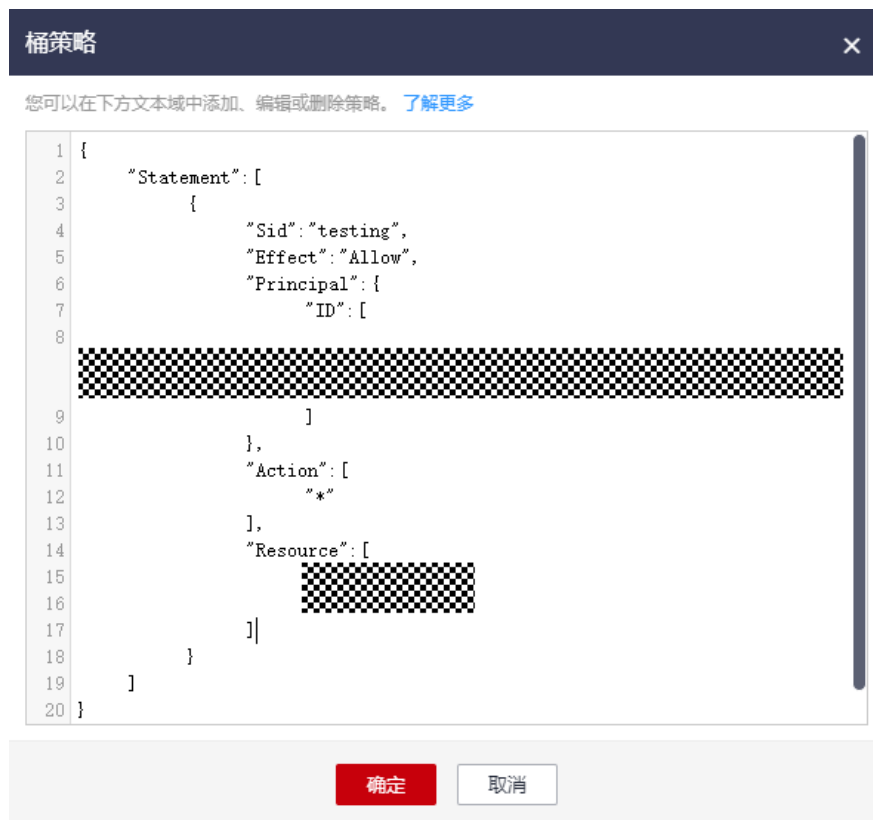 桶策略
您可以在下方文本域中添加、编辑或删除策略。 了解更多
1 {
2 "Statement":[
3 {
4 "Sid":"testing",
5 "Effect":"Allow",
6 "Principal":{
7 "ID":[
8
9 ]
10 },
11 "Action":[
12 "*"
13 ],
14 "Resource":[
15
16
17 ]
18 }
19 ]
20 }
确定 取消